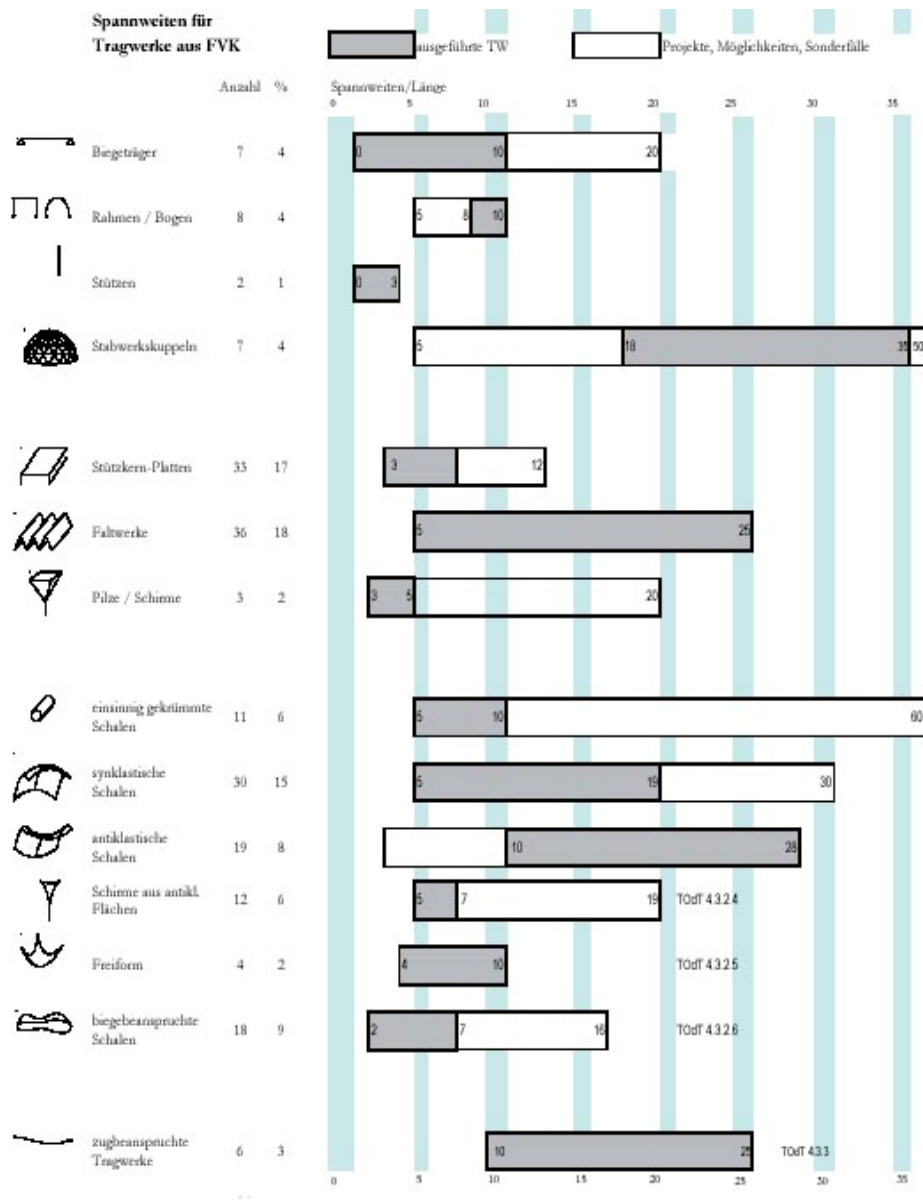 Spannweiten für
Tragwerke aus FVK
ausgeführte TW
Projekte, Möglichkeiten, Sonderfälle
Anzahl %
Spannweiten/Länge
0 5 10 15 20 25 30 35
Biegeträger 7 4 0 10 20
Rahmen / Bogen 8 4 5 8 10
Stützen 2 1 0 3
Stabwerkskuppeln 7 4 5 18 35 50
Stützkern-Platten 33 17 3 12
Faltwerke 36 18 5 25
Pilze / Schirme 3 2 3 5 20
einsinnig gekrümmte
Schalen
11 6 5 10 60
synklastische
Schalen
30 15 5 19 30
antiklastische
Schalen
19 8 10 28
Schirme aus antikl.
Flächen
12 6 5 7 19 TOdT 4.3.2.4
Freiform 4 2 4 10 TOdT 4.3.2.5
biegebeanspruchte
Schalen
18 9 2 7 16 TOdT 4.3.2.6
zugbeanspruchte
Tragwerke
6 3 10 25 TOdT 4.3.3
0 5 10 15 20 25 30 35